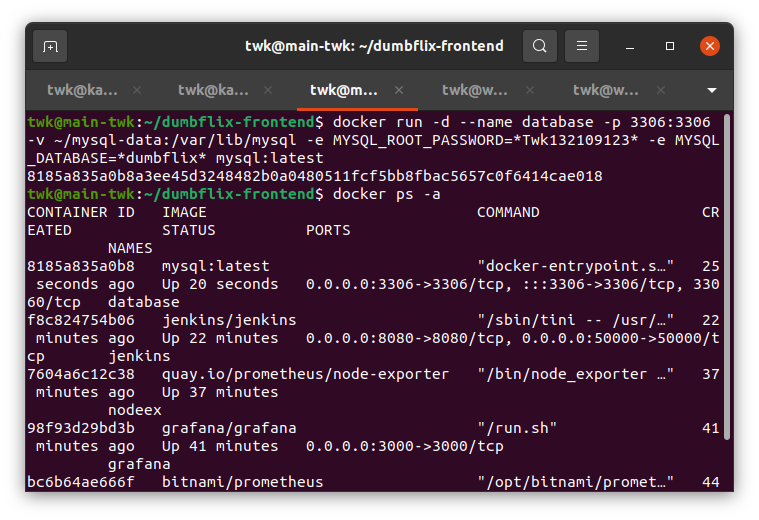 twk@main-twk: ~/dumbflix-frontend
twk@ka... twk@ka... twk@m... twk@w... twk@w...
twk@main-twk:~/dumbflix-frontend$ docker run -d --name database -p 3306:3306
-v ~/mysql-data:/var/lib/mysql -e MYSQL_ROOT_PASSWORD=*Twk132109123* -e MYSQL
_DATABASE=*dumbflix* mysql:latest
8185a835a0b8a3ee45d3248482b0a0480511fcf5bb8fbac5657c0f6414cae018
twk@main-twk:~/dumbflix-frontend$ docker ps -a
CONTAINER ID   IMAGE                              COMMAND                  CR
EATED          STATUS          PORTS
         NAMES
8185a835a0b8   mysql:latest                       "docker-entrypoint.s…"   25
 seconds ago   Up 20 seconds   0.0.0.0:3306->3306/tcp, :::3306->3306/tcp, 330
60/tcp   database
f8c824754b06   jenkins/jenkins                    "/sbin/tini -- /usr/…"   22
 minutes ago   Up 22 minutes   0.0.0.0:8080->8080/tcp, 0.0.0.0:50000->50000/t
cp       jenkins
7604a6c12c38   quay.io/prometheus/node-exporter   "/bin/node_exporter …"   37
 minutes ago   Up 37 minutes
         nodeex
98f93d29bd3b   grafana/grafana                    "/run.sh"                41
 minutes ago   Up 41 minutes   0.0.0.0:3000->3000/tcp
         grafana
bc6b64ae666f   bitnami/prometheus                 "/opt/bitnami/promet…"   44